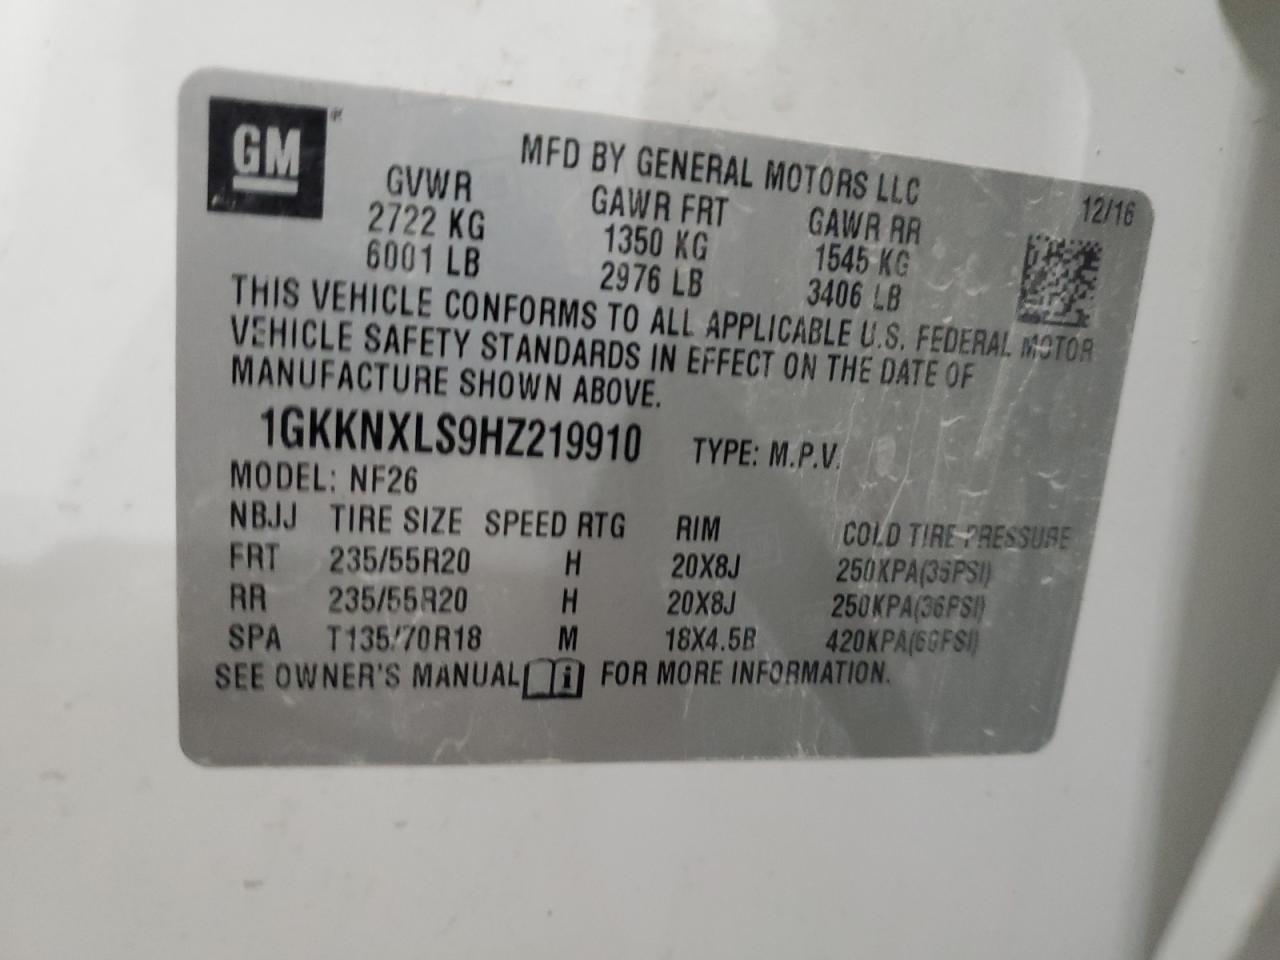 GM
MFD BY GENERAL MOTORS LLC
12/16
GVWR GAWR FRT GAWR RR
2722 KG 1350 KG 1545 KG
6001 LB 2976 LB 3406 LB
THIS VEHICLE CONFORMS TO ALL APPLICABLE U.S. FEDERAL MOTOR
VEHICLE SAFETY STANDARDS IN EFFECT ON THE DATE OF
MANUFACTURE SHOWN ABOVE.
1GKKNXLS9HZ219910 TYPE: M.P.V.
MODEL: NF26
NBJJ TIRE SIZE SPEED RTG RIM COLD TIRE PRESSURE
FRT 235/55R20 H 20X8J 250KPA(36PSI)
RR 235/55R20 H 20X8J 250KPA(36PSI)
SPA T135/70R18 M 18X4.5B 420KPA(60PSI)
SEE OWNER'S MANUAL i FOR MORE INFORMATION.